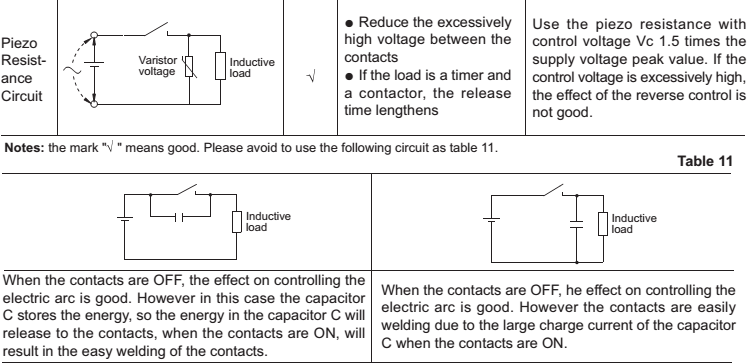 Piezo
Resist-
ance
Circuit
Varistor
voltage
Inductive
load
√
● Reduce the excessively
high voltage between the
contacts
● If the load is a timer and
a contactor, the release
time lengthens
Use the piezo resistance with
control voltage Vc 1.5 times the
supply voltage peak value. If the
control voltage is excessively high,
the effect of the reverse control is
not good.
Notes: the mark "√ " means good. Please avoid to use the following circuit as table 11.
Table 11
Inductive
load
Inductive
load
When the contacts are OFF, the effect on controlling the
electric arc is good. However in this case the capacitor
C stores the energy, so the energy in the capacitor C will
release to the contacts, when the contacts are ON, will
result in the easy welding of the contacts.
When the contacts are OFF, he effect on controlling the
electric arc is good. However the contacts are easily
welding due to the large charge current of the capacitor
C when the contacts are ON.